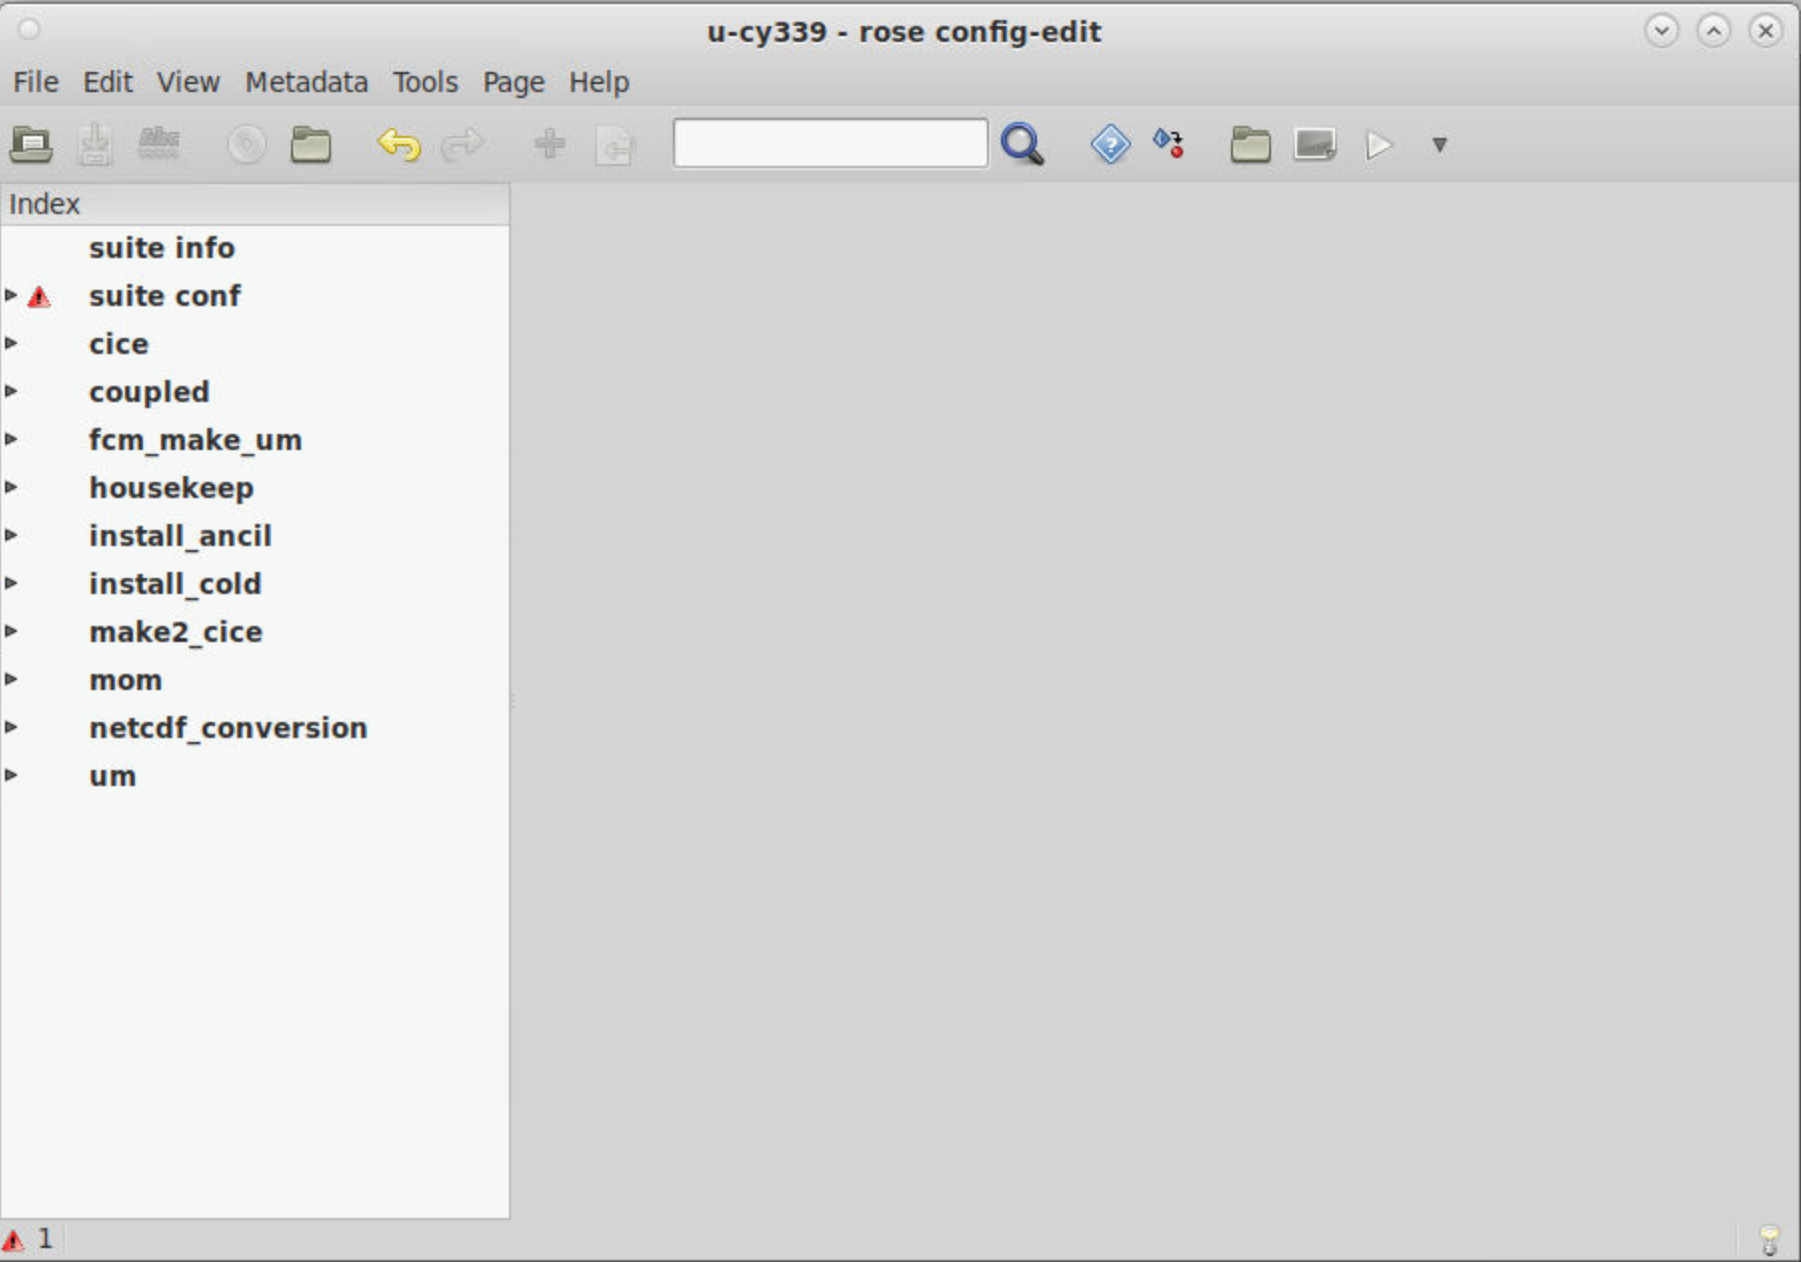 u-cy339 - rose config-edit
File Edit View Metadata Tools Page Help
Abc
Index
suite info
suite conf
cice
coupled
fcm_make_um
housekeep
install_ancil
install_cold
make2_cice
mom
netcdf_conversion
um
1